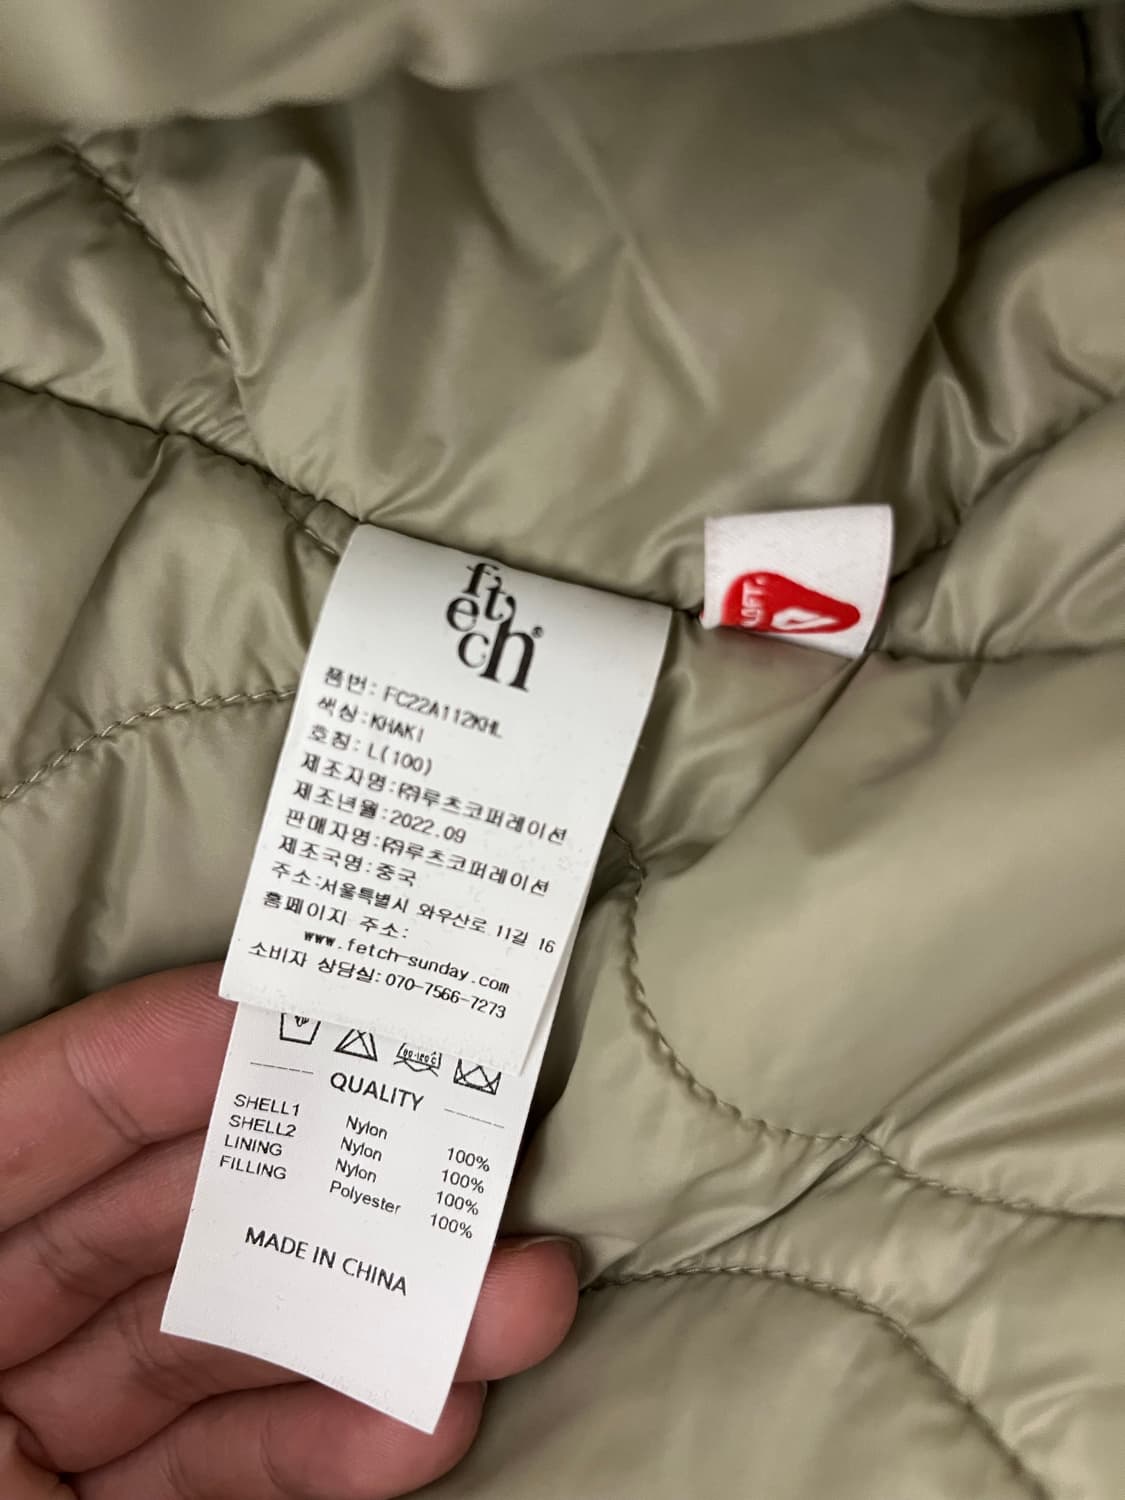 fetch®
품번: FC22A112KHL
색상:KHAKI
호칭: L(100)
제조자명:㈜루츠코퍼레이션
제조년월:2022.09
판매자명:㈜루츠코퍼레이션
제조국명:중국
주소:서울특별시 와우산로 11길 16
홈페이지 주소:
www.fetch-sunday.com
소비자 상담실: 070-7566-7273
QUALITY
SHELL1 Nylon 100%
SHELL2 Nylon 100%
LINING Nylon 100%
FILLING Polyester 100%
MADE IN CHINA